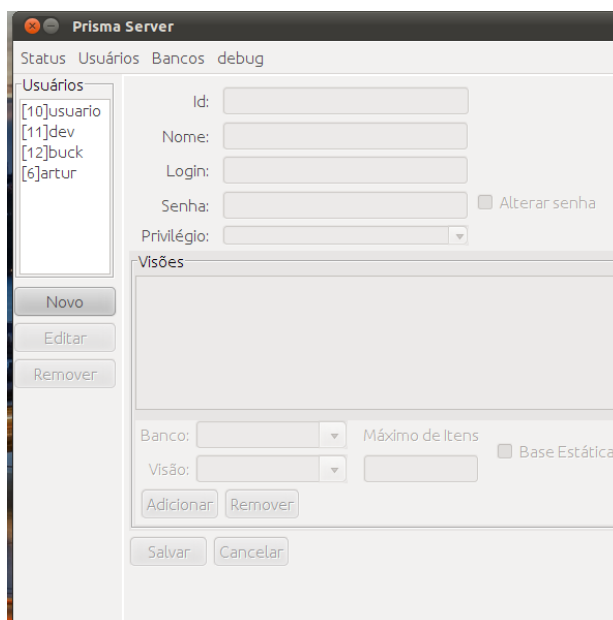 Prisma Server
Status Usuários Bancos debug
Usuários
[10]usuario
[11]dev
[12]buck
[6]artur
Novo
Editar
Remover
Id:
Nome:
Login:
Senha:
Alterar senha
Privilégio:
Visões
Banco:
Máximo de Itens
Visão:
Base Estática
Adicionar Remover
Salvar Cancelar